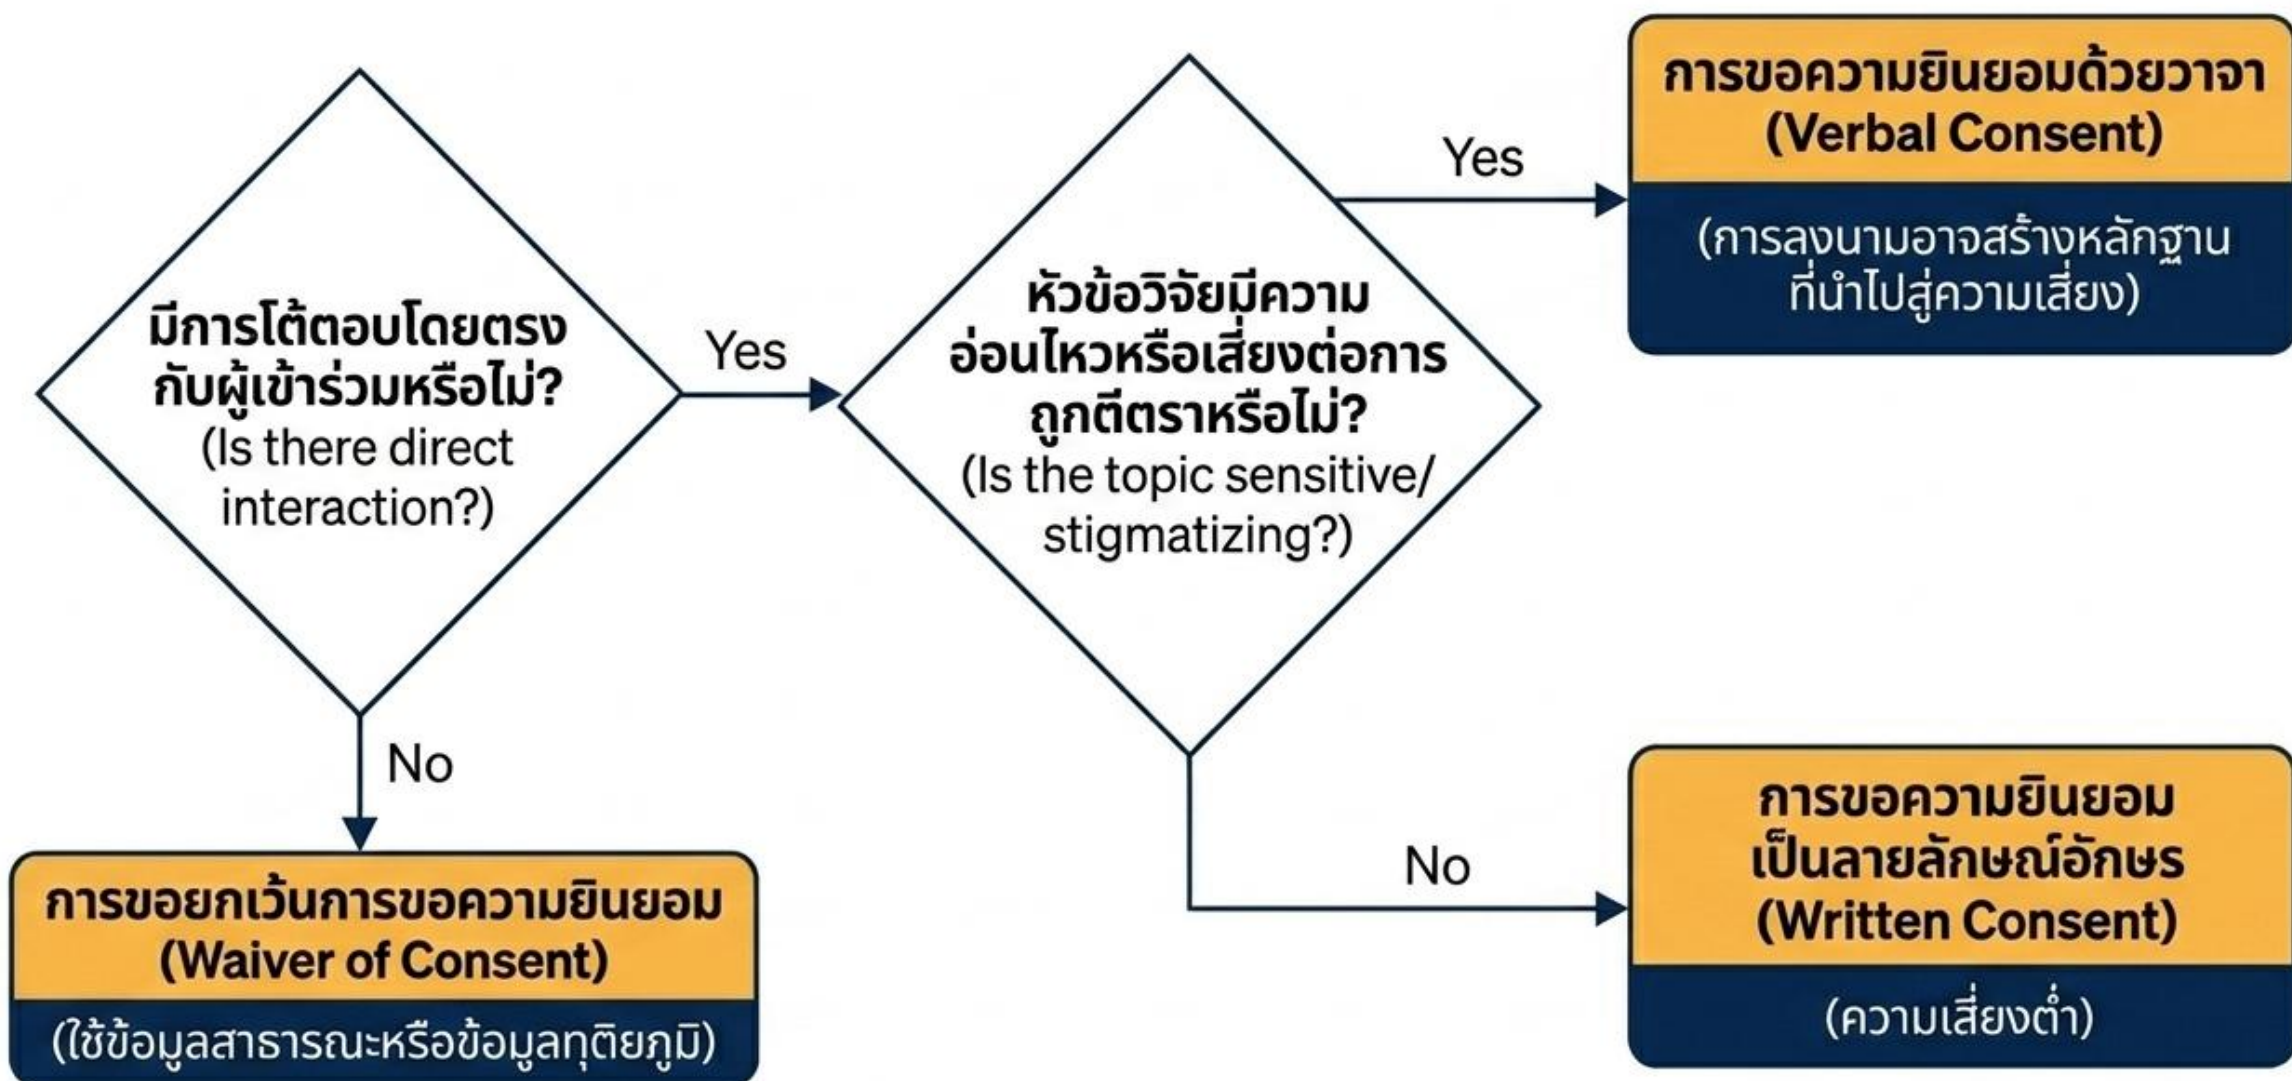 มีการโต้ตอบโดยตรง
กับผู้เข้าร่วมหรือไม่?
(Is there direct
interaction?)
Yes
No
การขอยกเว้นการขอความยินยอม
(Waiver of Consent)
(ใช้ข้อมูลสาธารณะหรือข้อมูลทุติยภูมิ)
หัวข้อวิจัยมีความ
อ่อนไหวหรือเสี่ยงต่อการ
ถูกตีตราหรือไม่?
(Is the topic sensitive/
stigmatizing?)
Yes
การขอความยินยอมด้วยวาจา
(Verbal Consent)
(การลงนามอาจสร้างหลักฐาน
ที่นำไปสู่ความเสี่ยง)
No
การขอความยินยอม
เป็นลายลักษณ์อักษร
(Written Consent)
(ความเสี่ยงต่ำ)